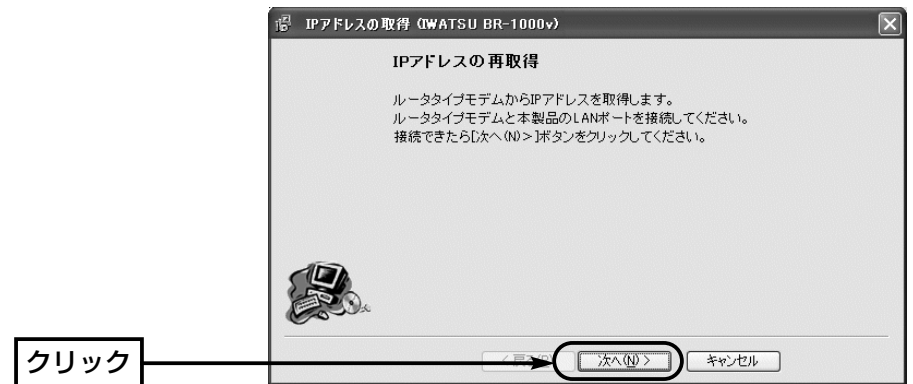 IPアドレスの取得 (IWATSU BR-1000v)
IPアドレスの再取得
ルータタイプモデムからIPアドレスを取得します。
ルータタイプモデムと本製品のLANポートを接続してください。
接続できたら[次へ(N)>]ボタンをクリックしてください。
クリック
次へ(N) >
キャンセル